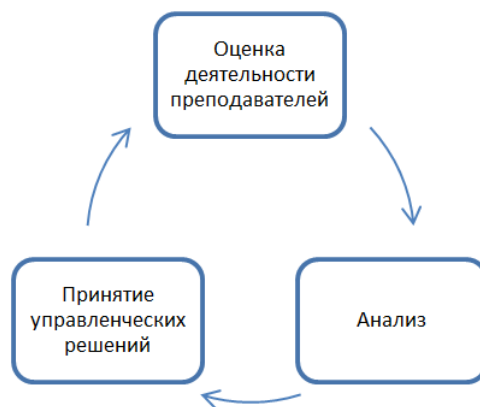 Оценка
деятельности
преподавателей
Принятие
управленческих
решений
Анализ